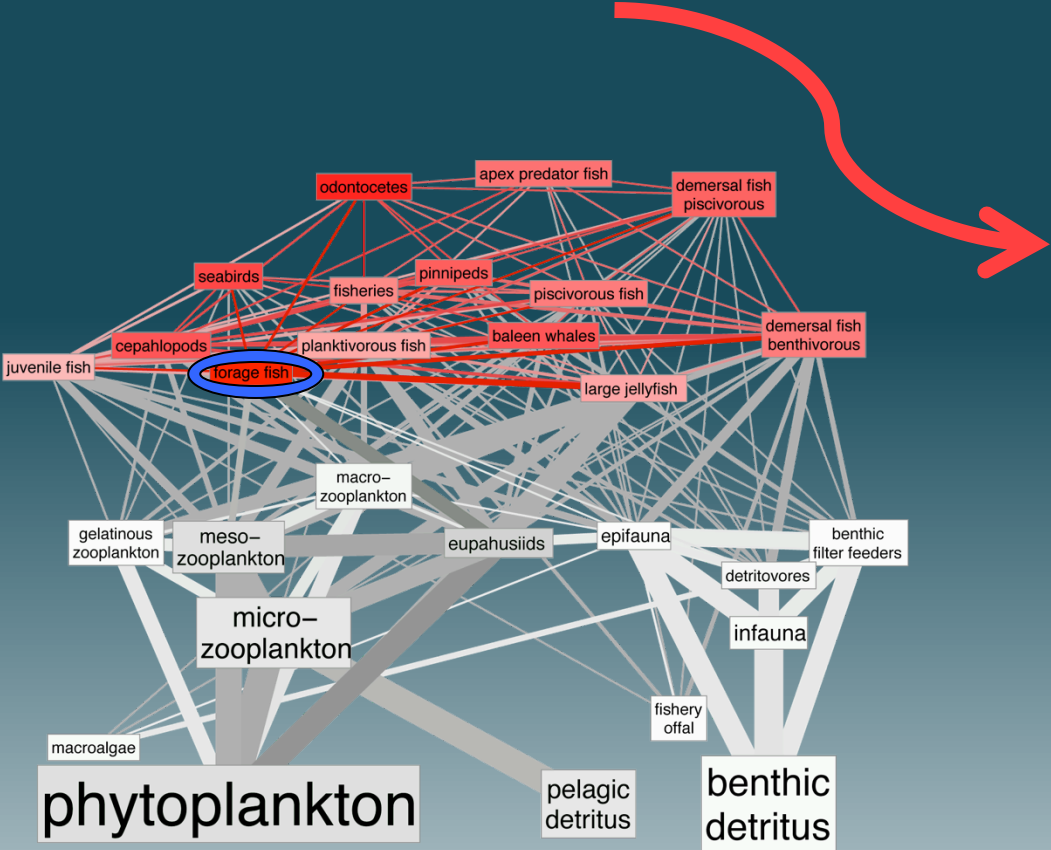 apex predator fish
odontocetes
demersal fish
piscivorous
seabirds
pinnipeds
fisheries
piscivorous fish
cepahlopods
planktivorous fish
baleen whales
demersal fish
benthivorous
juvenile fish
forage fish
large jellyfish
macro-
zooplankton
gelatinous
zooplankton
meso-
zooplankton
eupahusiids
epifauna
benthic
filter feeders
detritovores
micro-
zooplankton
infauna
fishery
offal
macroalgae
phytoplankton
pelagic
detritus
benthic
detritus